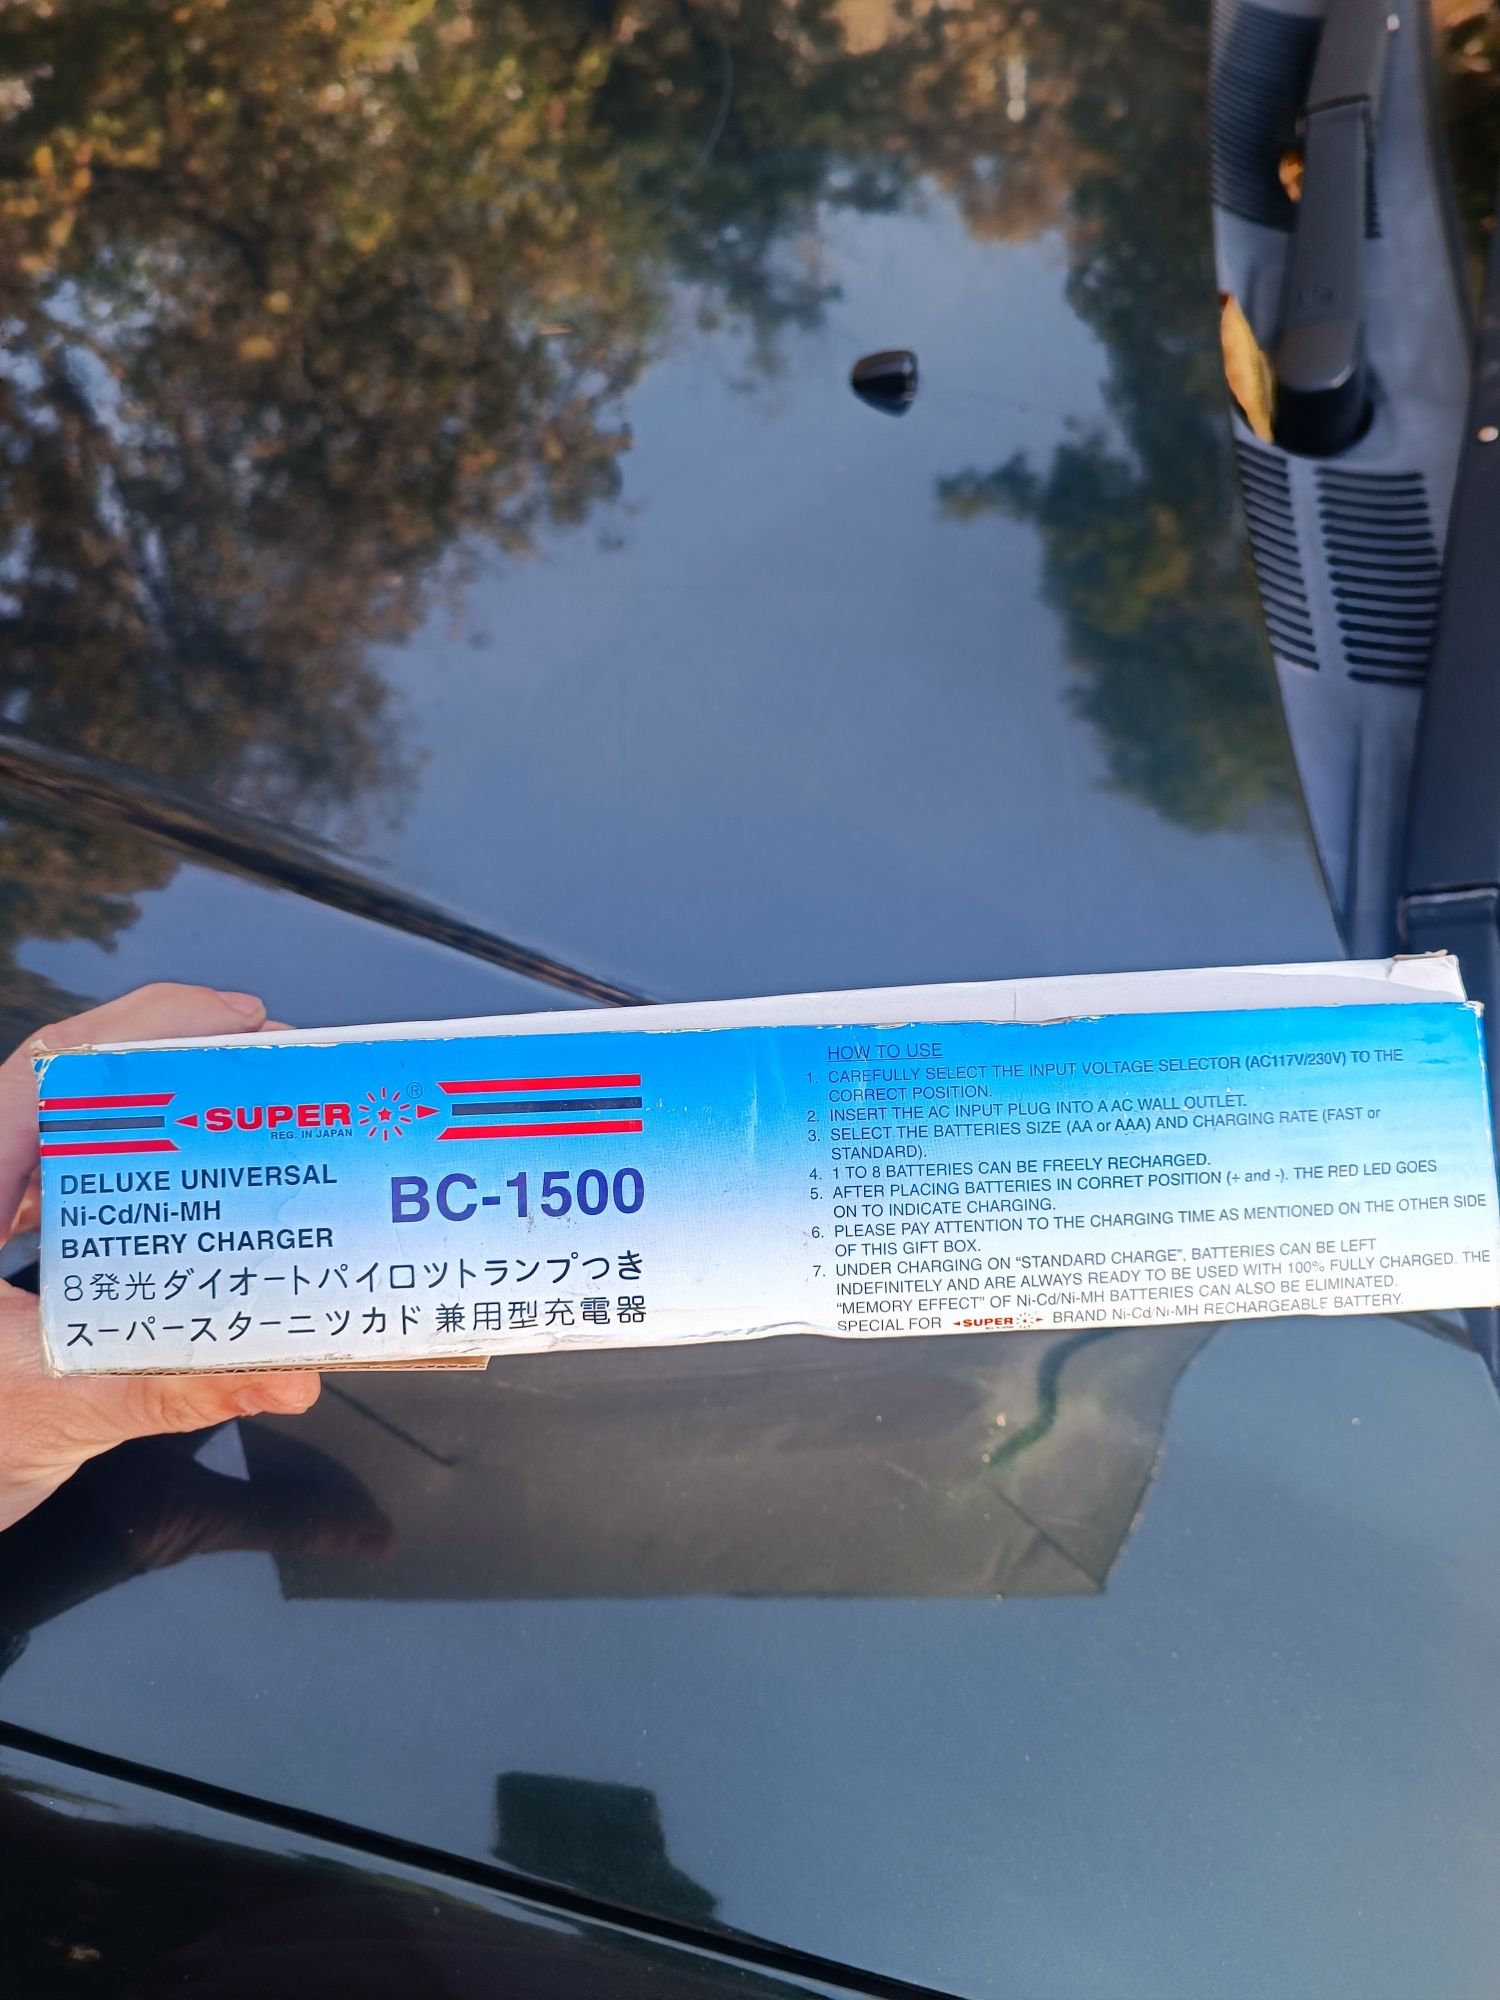 SUPER ®
REG. IN JAPAN
DELUXE UNIVERSAL
Ni-Cd/Ni-MH
BATTERY CHARGER
BC-1500
8発光ダイオートパイロツトランプつき
スーパースターニツカド兼用型充電器
HOW TO USE
1. CAREFULLY SELECT THE INPUT VOLTAGE SELECTOR (AC117V/230V) TO THE
CORRECT POSITION.
2. INSERT THE AC INPUT PLUG INTO A AC WALL OUTLET.
3. SELECT THE BATTERIES SIZE (AA or AAA) AND CHARGING RATE (FAST or
STANDARD).
4. 1 TO 8 BATTERIES CAN BE FREELY RECHARGED.
5. AFTER PLACING BATTERIES IN CORRET POSITION (+ and -). THE RED LED GOES
ON TO INDICATE CHARGING.
6. PLEASE PAY ATTENTION TO THE CHARGING TIME AS MENTIONED ON THE OTHER SIDE
OF THIS GIFT BOX.
7. UNDER CHARGING ON “STANDARD CHARGE”, BATTERIES CAN BE LEFT
INDEFINITELY AND ARE ALWAYS READY TO BE USED WITH 100% FULLY CHARGED. THE
“MEMORY EFFECT” OF Ni-Cd/Ni-MH BATTERIES CAN ALSO BE ELIMINATED.
SPECIAL FOR SUPER BRAND Ni-Cd/Ni-MH RECHARGEABLE BATTERY.